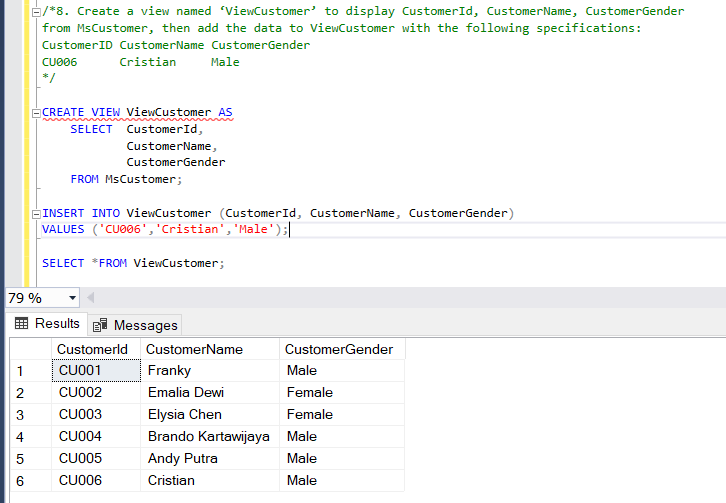 /*8. Create a view named ‘ViewCustomer’ to display CustomerId, CustomerName, CustomerGender
from MsCustomer, then add the data to ViewCustomer with the following specifications:
CustomerID CustomerName CustomerGender
CU006 Cristian Male
*/
CREATE VIEW ViewCustomer AS
SELECT CustomerId,
CustomerName,
CustomerGender
FROM MsCustomer;
INSERT INTO ViewCustomer (CustomerId, CustomerName, CustomerGender)
VALUES ('CU006','Cristian','Male');
SELECT *FROM ViewCustomer;
79 %
Results Messages
CustomerId CustomerName CustomerGender
1 CU001 Franky Male
2 CU002 Emalia Dewi Female
3 CU003 Elysia Chen Female
4 CU004 Brando Kartawijaya Male
5 CU005 Andy Putra Male
6 CU006 Cristian Male